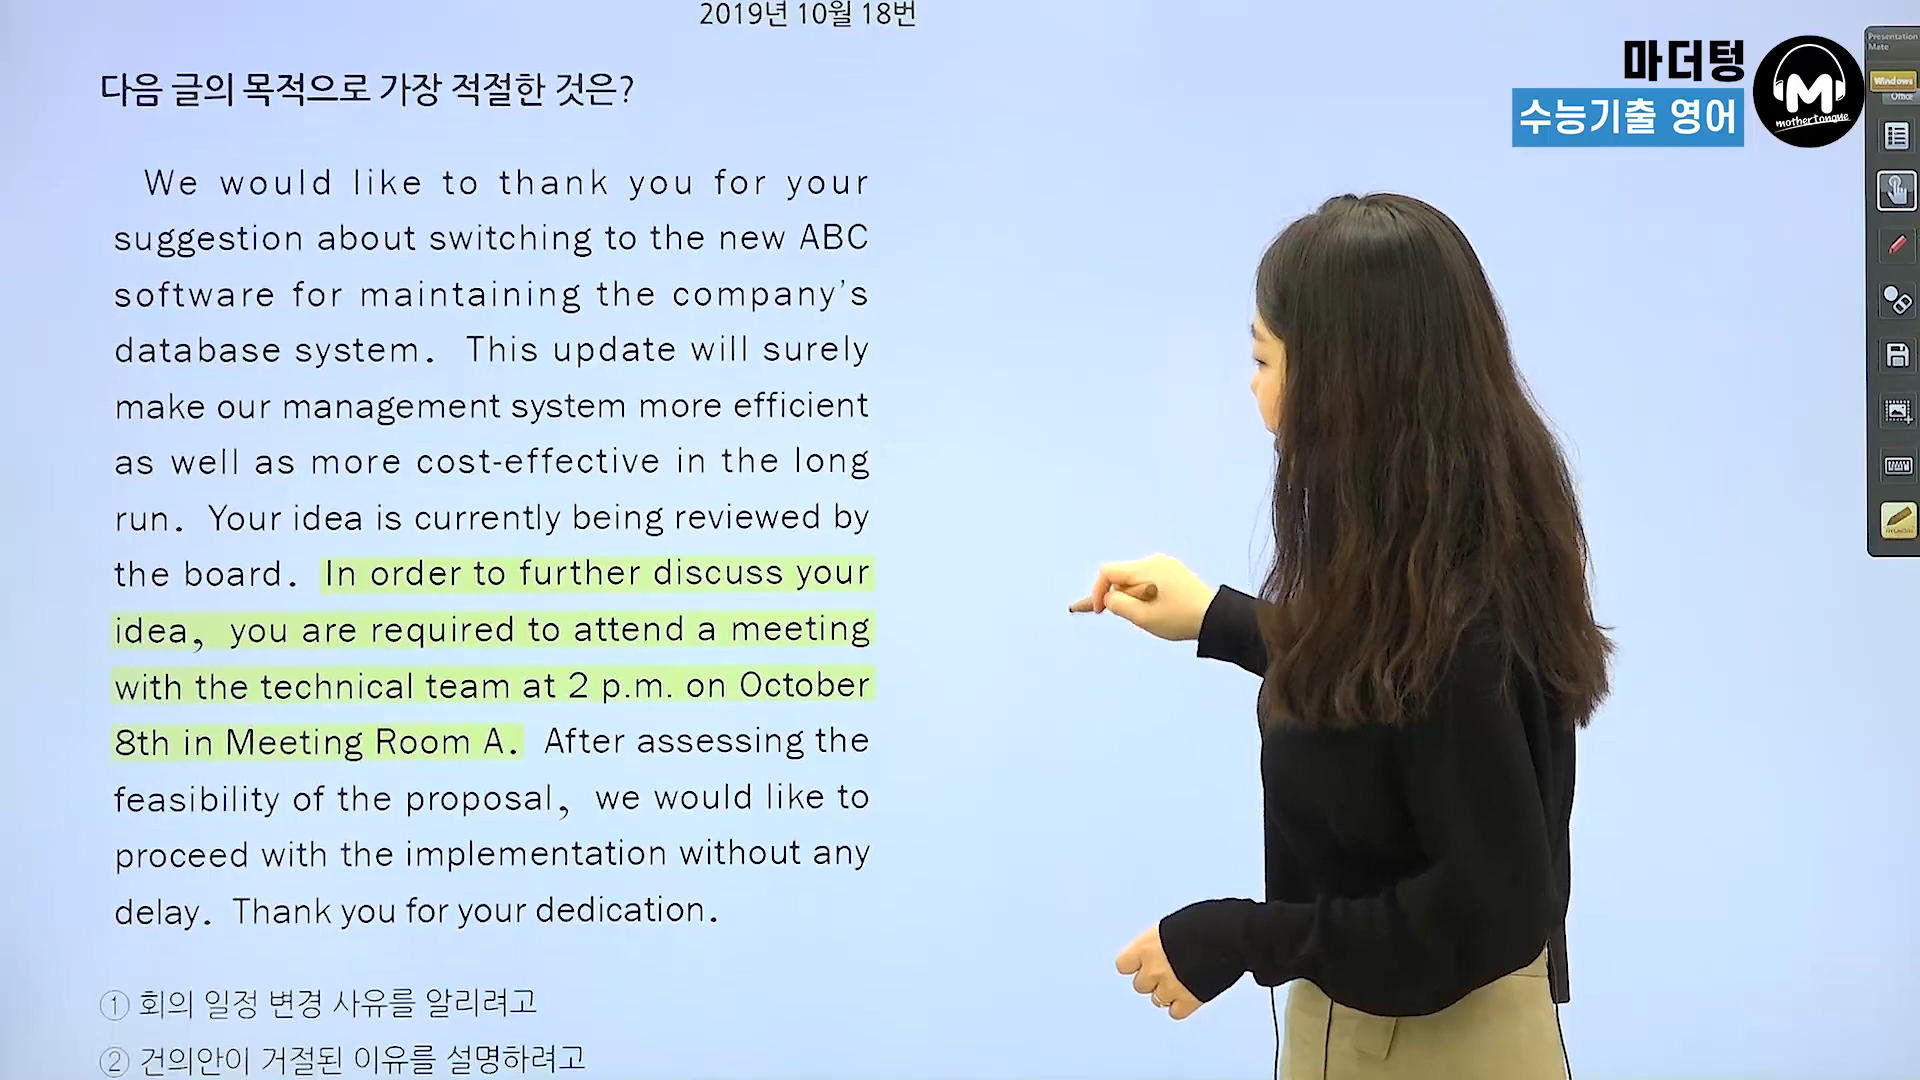 2019년 10월 18번
마더텅
수능기출 영어
mothertongue
Presentation
Mate
Windows
Office
다음 글의 목적으로 가장 적절한 것은?
We would like to thank you for your
suggestion about switching to the new ABC
software for maintaining the company's
database system. This update will surely
make our management system more efficient
as well as more cost-effective in the long
run. Your idea is currently being reviewed by
the board. In order to further discuss your
idea, you are required to attend a meeting
with the technical team at 2 p.m. on October
8th in Meeting Room A. After assessing the
feasibility of the proposal, we would like to
proceed with the implementation without any
delay. Thank you for your dedication.
① 회의 일정 변경 사유를 알리려고
② 건의안이 거절된 이유를 설명하려고